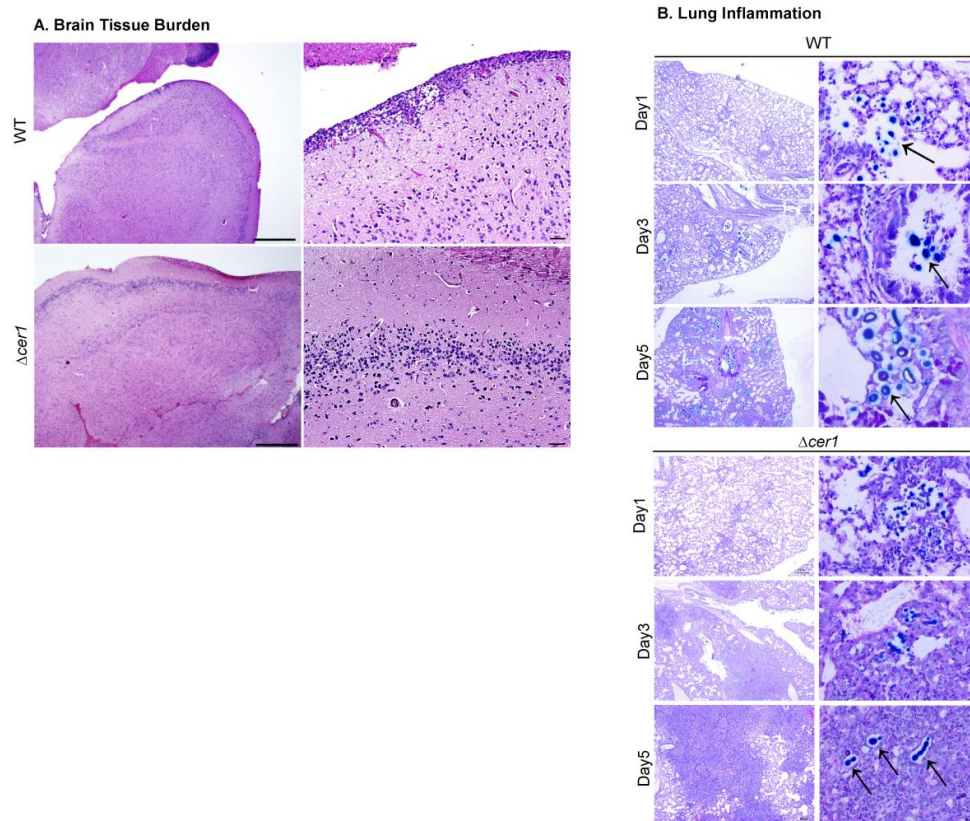 A. Brain Tissue Burden
WT
Δcer1
B. Lung Inflammation
WT
Day1
Day3
Day5
Δcer1
Day1
Day3
Day5